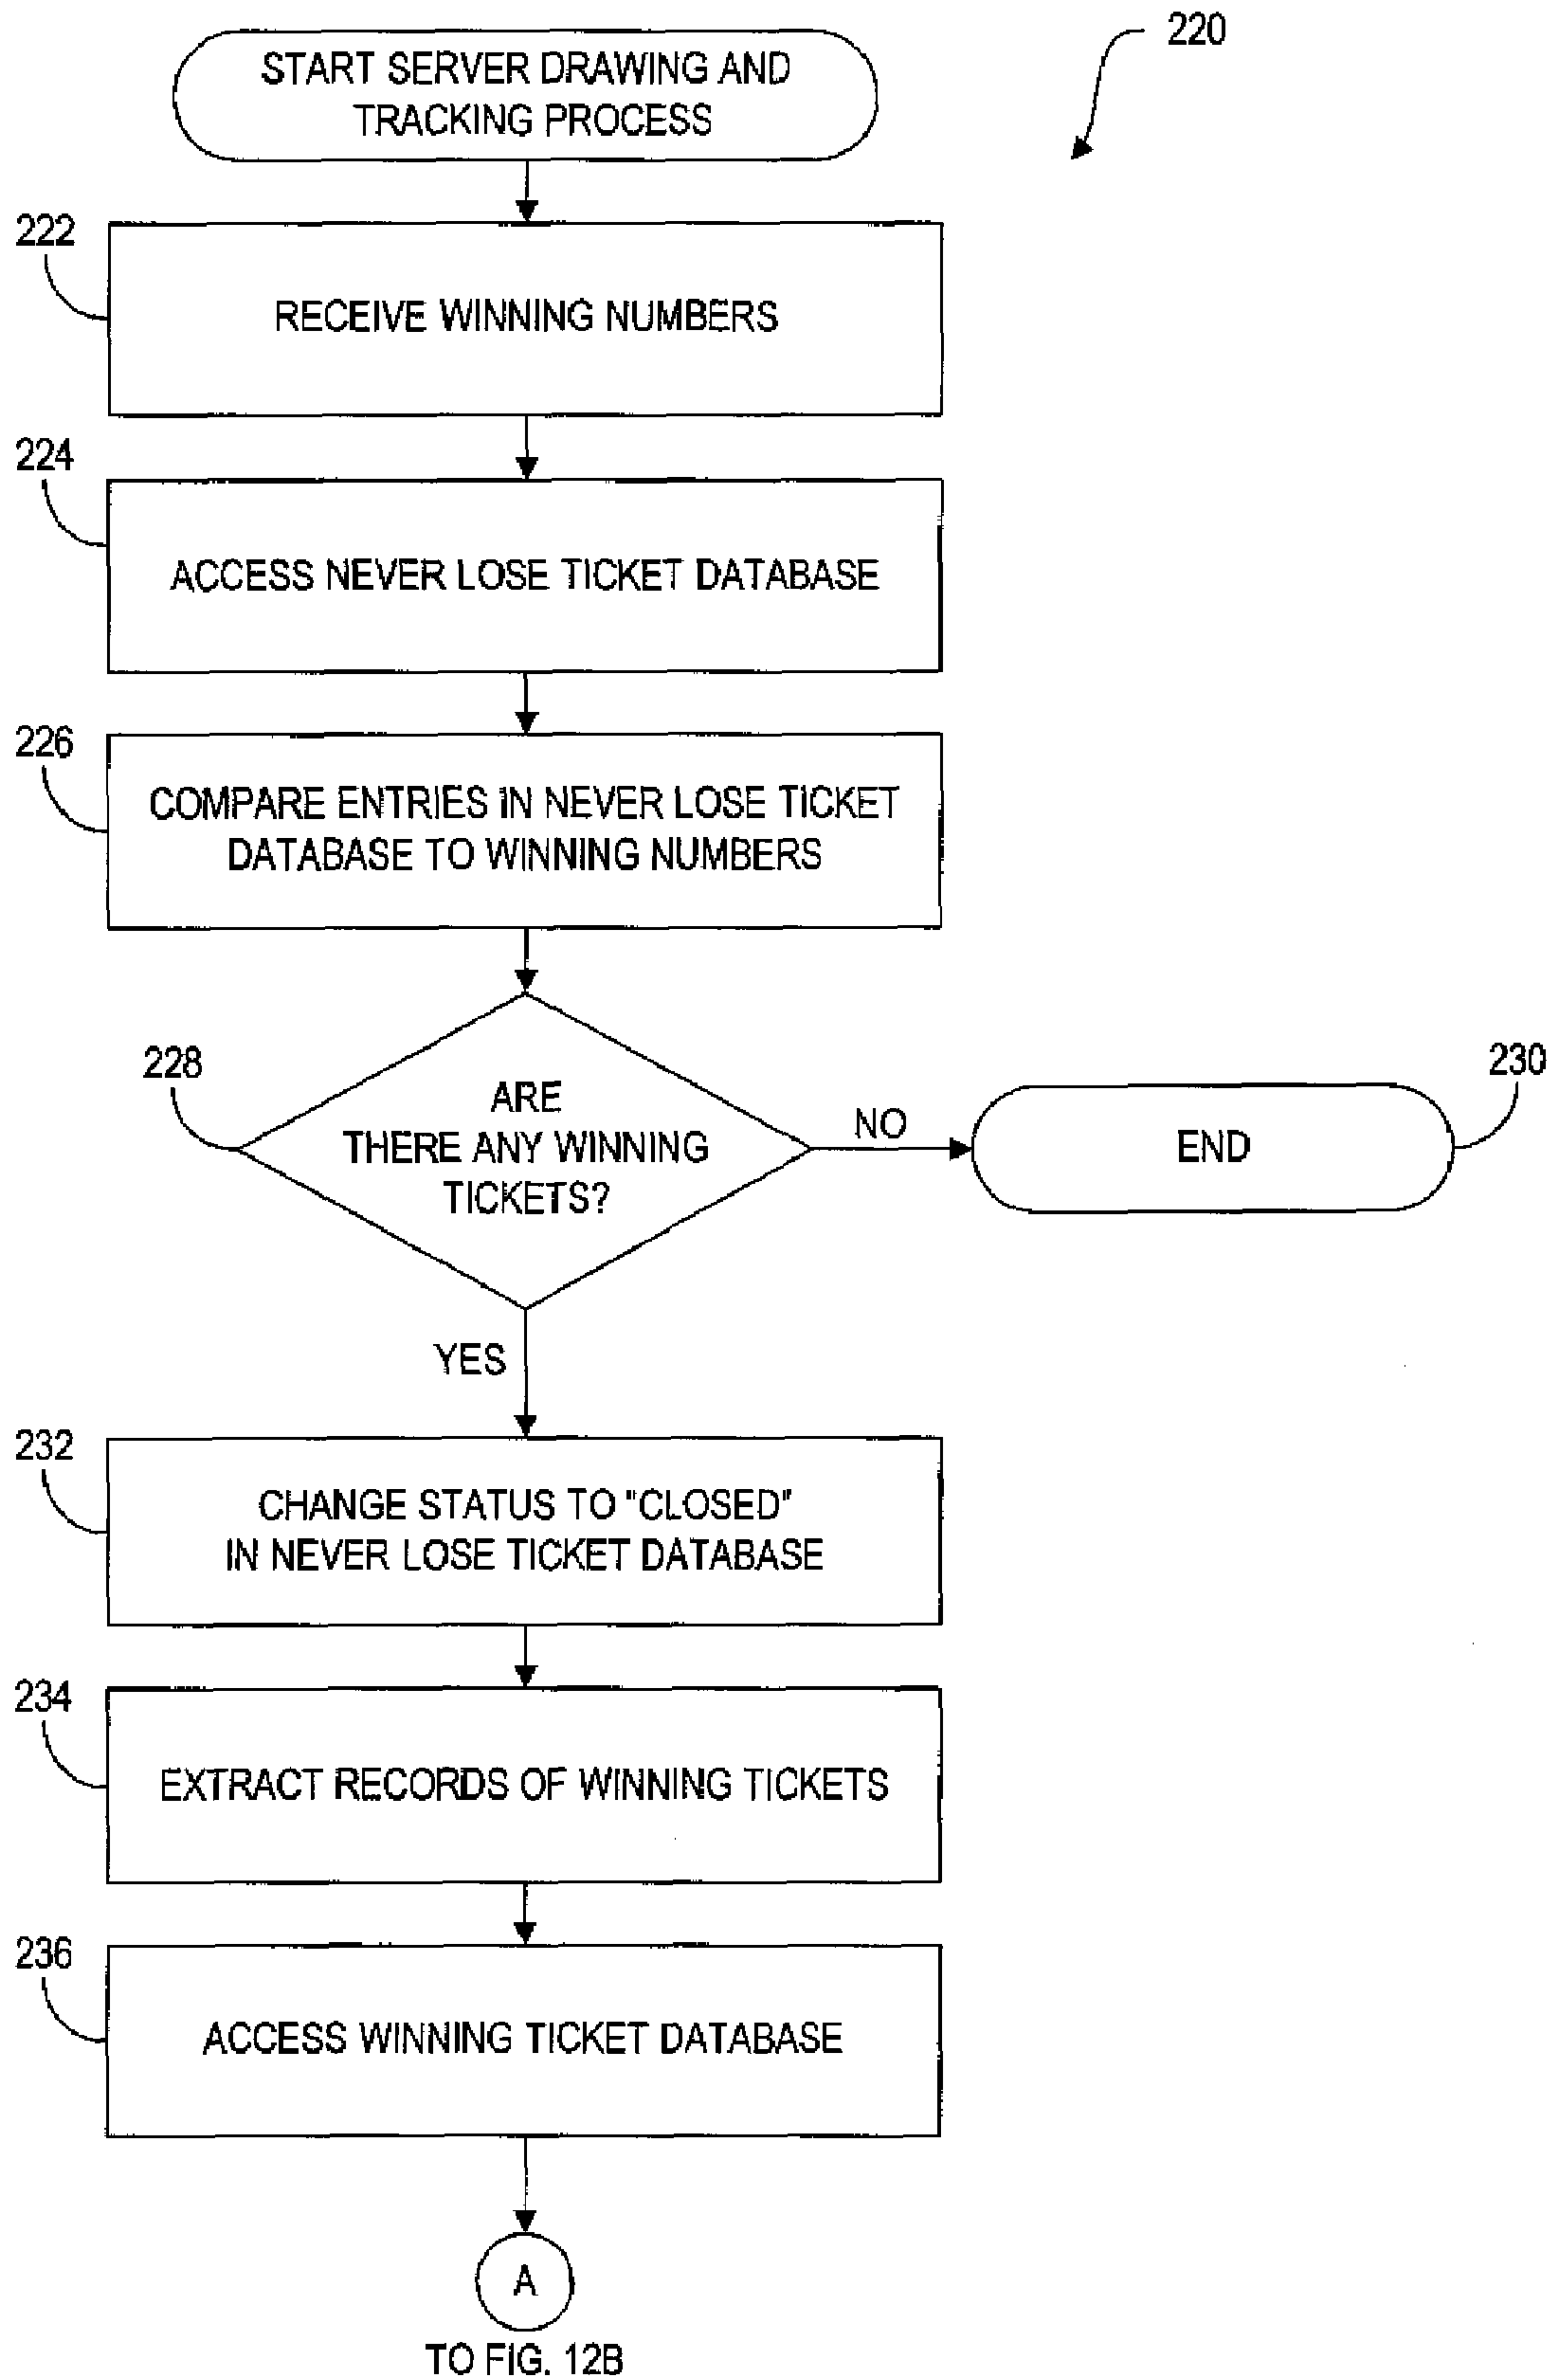 220
START SERVER DRAWING AND
TRACKING PROCESS
222
RECEIVE WINNING NUMBERS
224
ACCESS NEVER LOSE TICKET DATABASE
226
COMPARE ENTRIES IN NEVER LOSE TICKET
DATABASE TO WINNING NUMBERS
228
ARE
THERE ANY WINNING
TICKETS?
NO
END
230
YES
232
CHANGE STATUS TO "CLOSED"
IN NEVER LOSE TICKET DATABASE
234
EXTRACT RECORDS OF WINNING TICKETS
236
ACCESS WINNING TICKET DATABASE
A
TO FIG. 12B